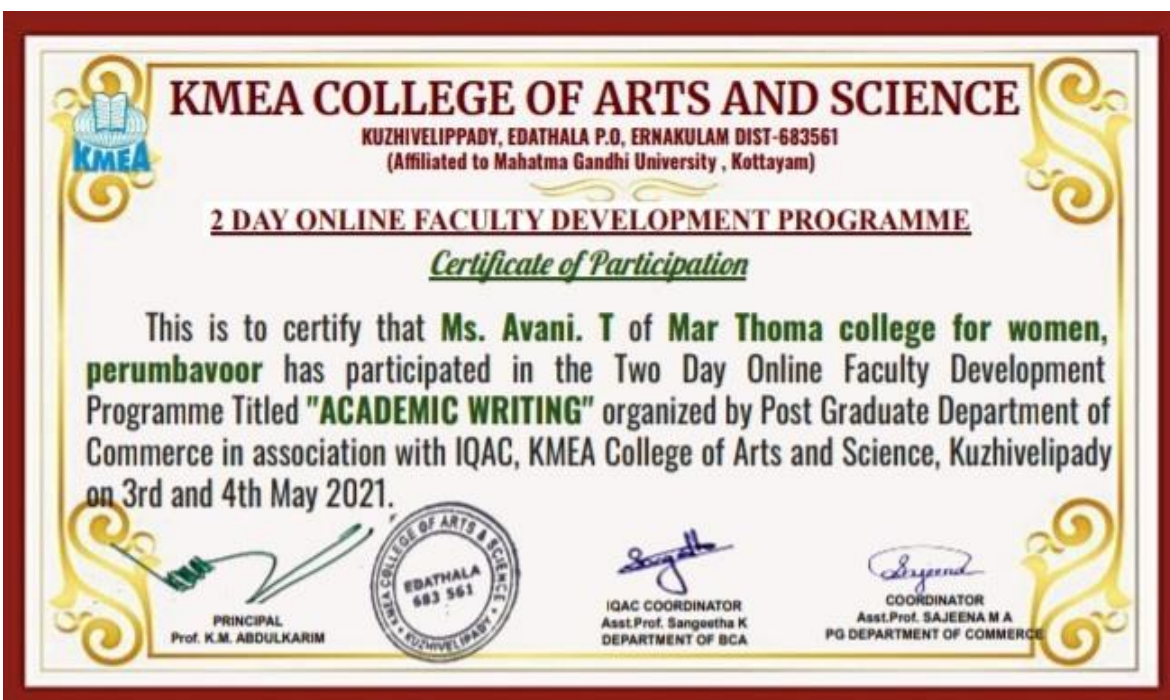 KMEA COLLEGE OF ARTS AND SCIENCE
KUZHIVELIPPADY, EDATHALA P.O, ERNAKULAM DIST-683561
(Affiliated to Mahatma Gandhi University , Kottayam)
KMEA
2 DAY ONLINE FACULTY DEVELOPMENT PROGRAMME
Certificate of Participation
This is to certify that Ms. Avani. T of Mar Thoma college for women,
perumbavoor has participated in the Two Day Online Faculty Development
Programme Titled "ACADEMIC WRITING" organized by Post Graduate Department of
Commerce in association with IQAC, KMEA College of Arts and Science, Kuzhivelipady
on 3rd and 4th May 2021.
KMEA COLLEGE OF ARTS & SCIENCE
EDATHALA
683 561
KUZHIVELIPADY
Sangeetha
Sajeena
PRINCIPAL
Prof. K.M. ABDULKARIM
IQAC COORDINATOR
Asst.Prof. Sangeetha K
DEPARTMENT OF BCA
COORDINATOR
Asst.Prof. SAJEENA M A
PG DEPARTMENT OF COMMERCE